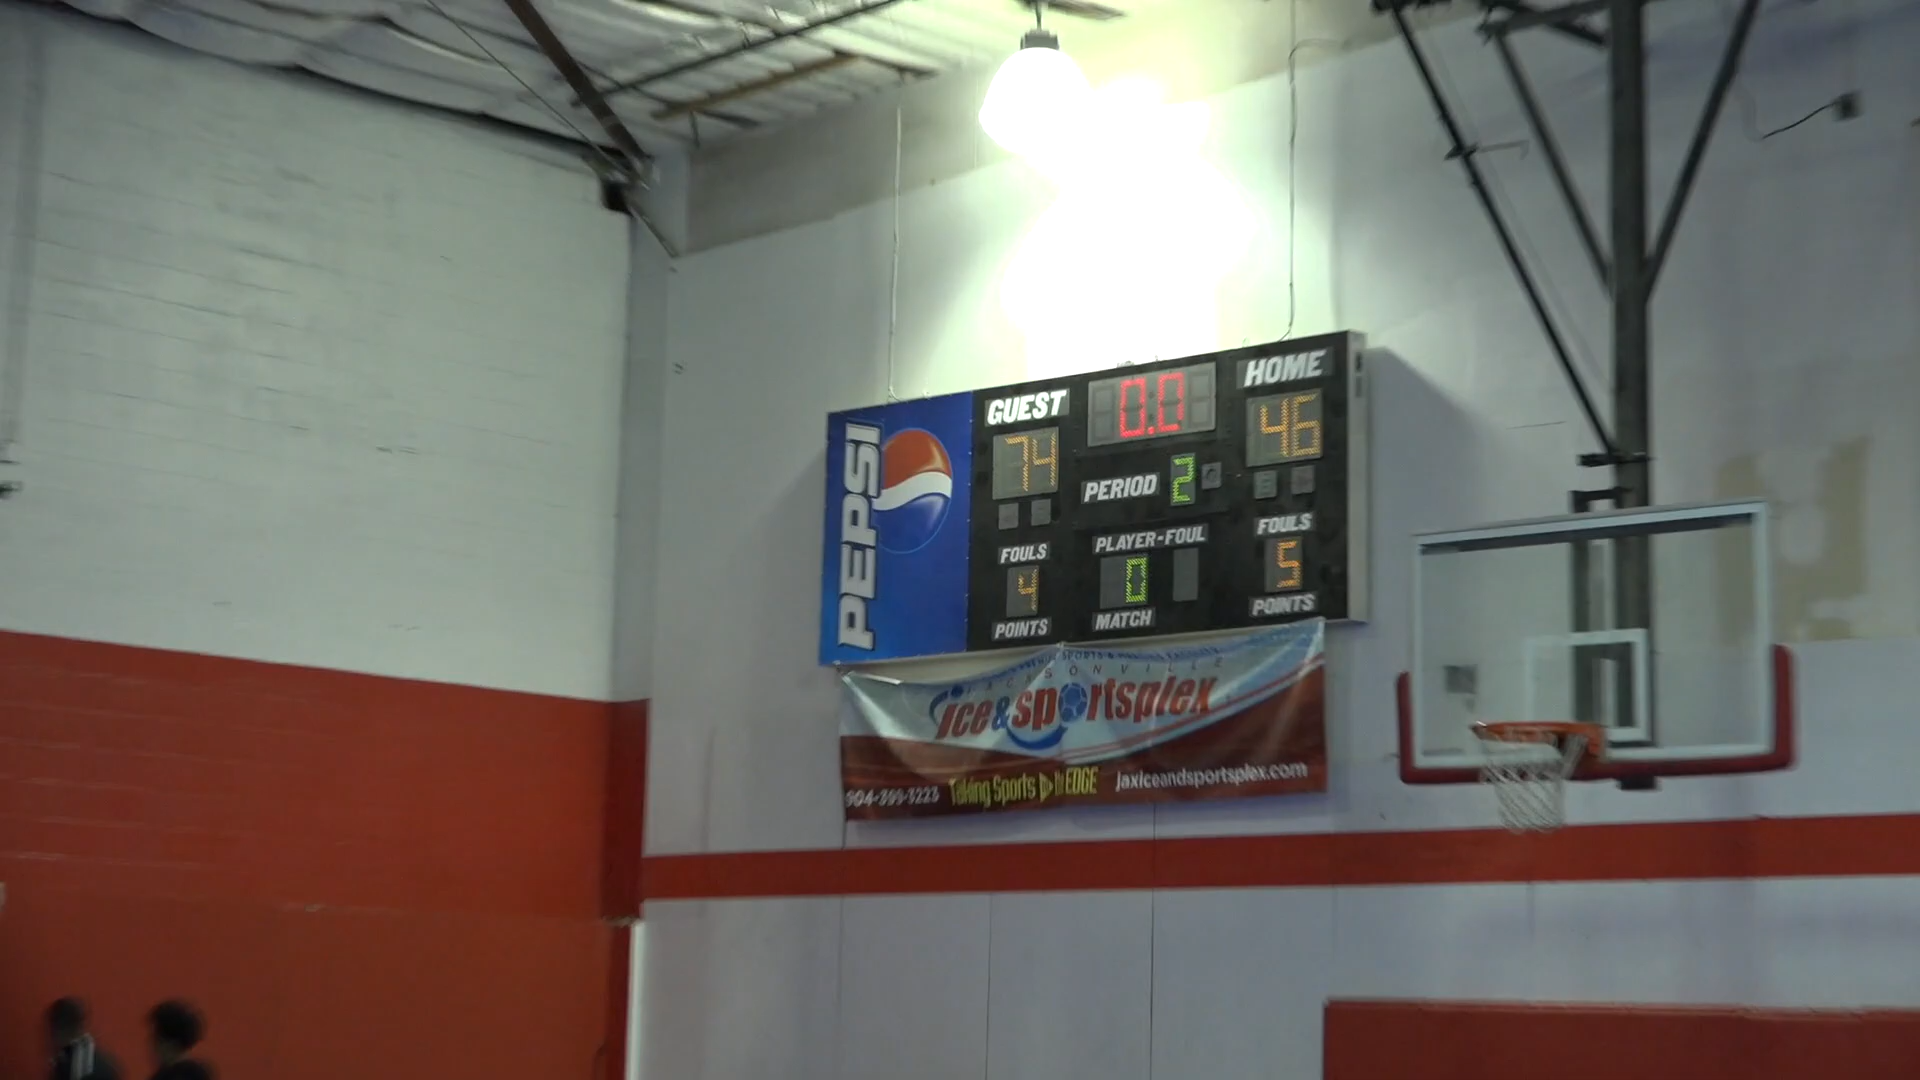 PEPSI
GUEST
0.0
HOME
74
46
PERIOD 2
FOULS
PLAYER-FOUL
FOULS
4
0
5
POINTS
MATCH
POINTS
JACKSONVILLE
ice&sportsplex
904-399-3223 Taking Sports to the EDGE jaxiceandsportsplex.com